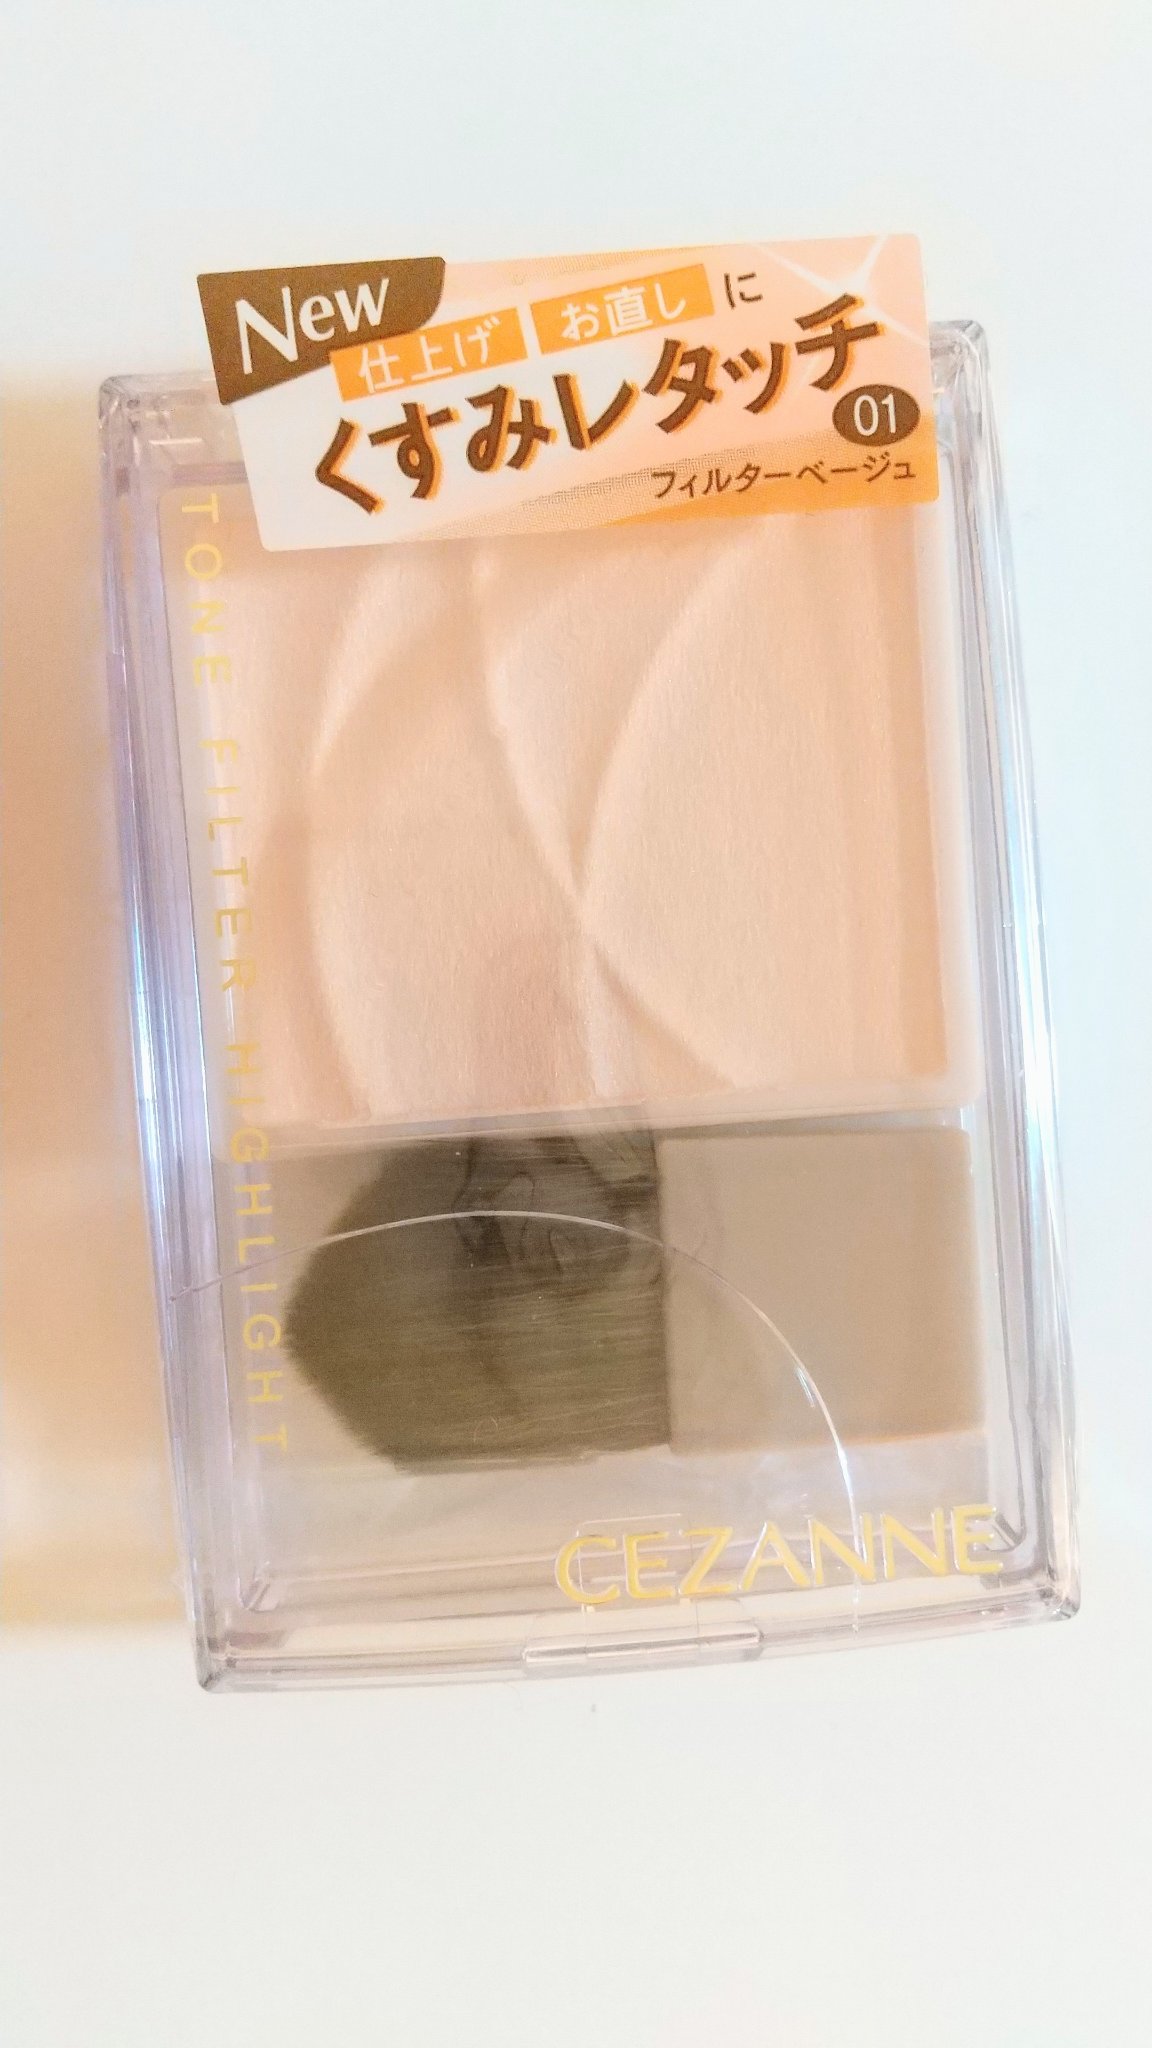 New
仕上げ お直し に
くすみレタッチ
01
フィルターベージュ
TONE FILTER HIGHLIGHT
CEZANNE